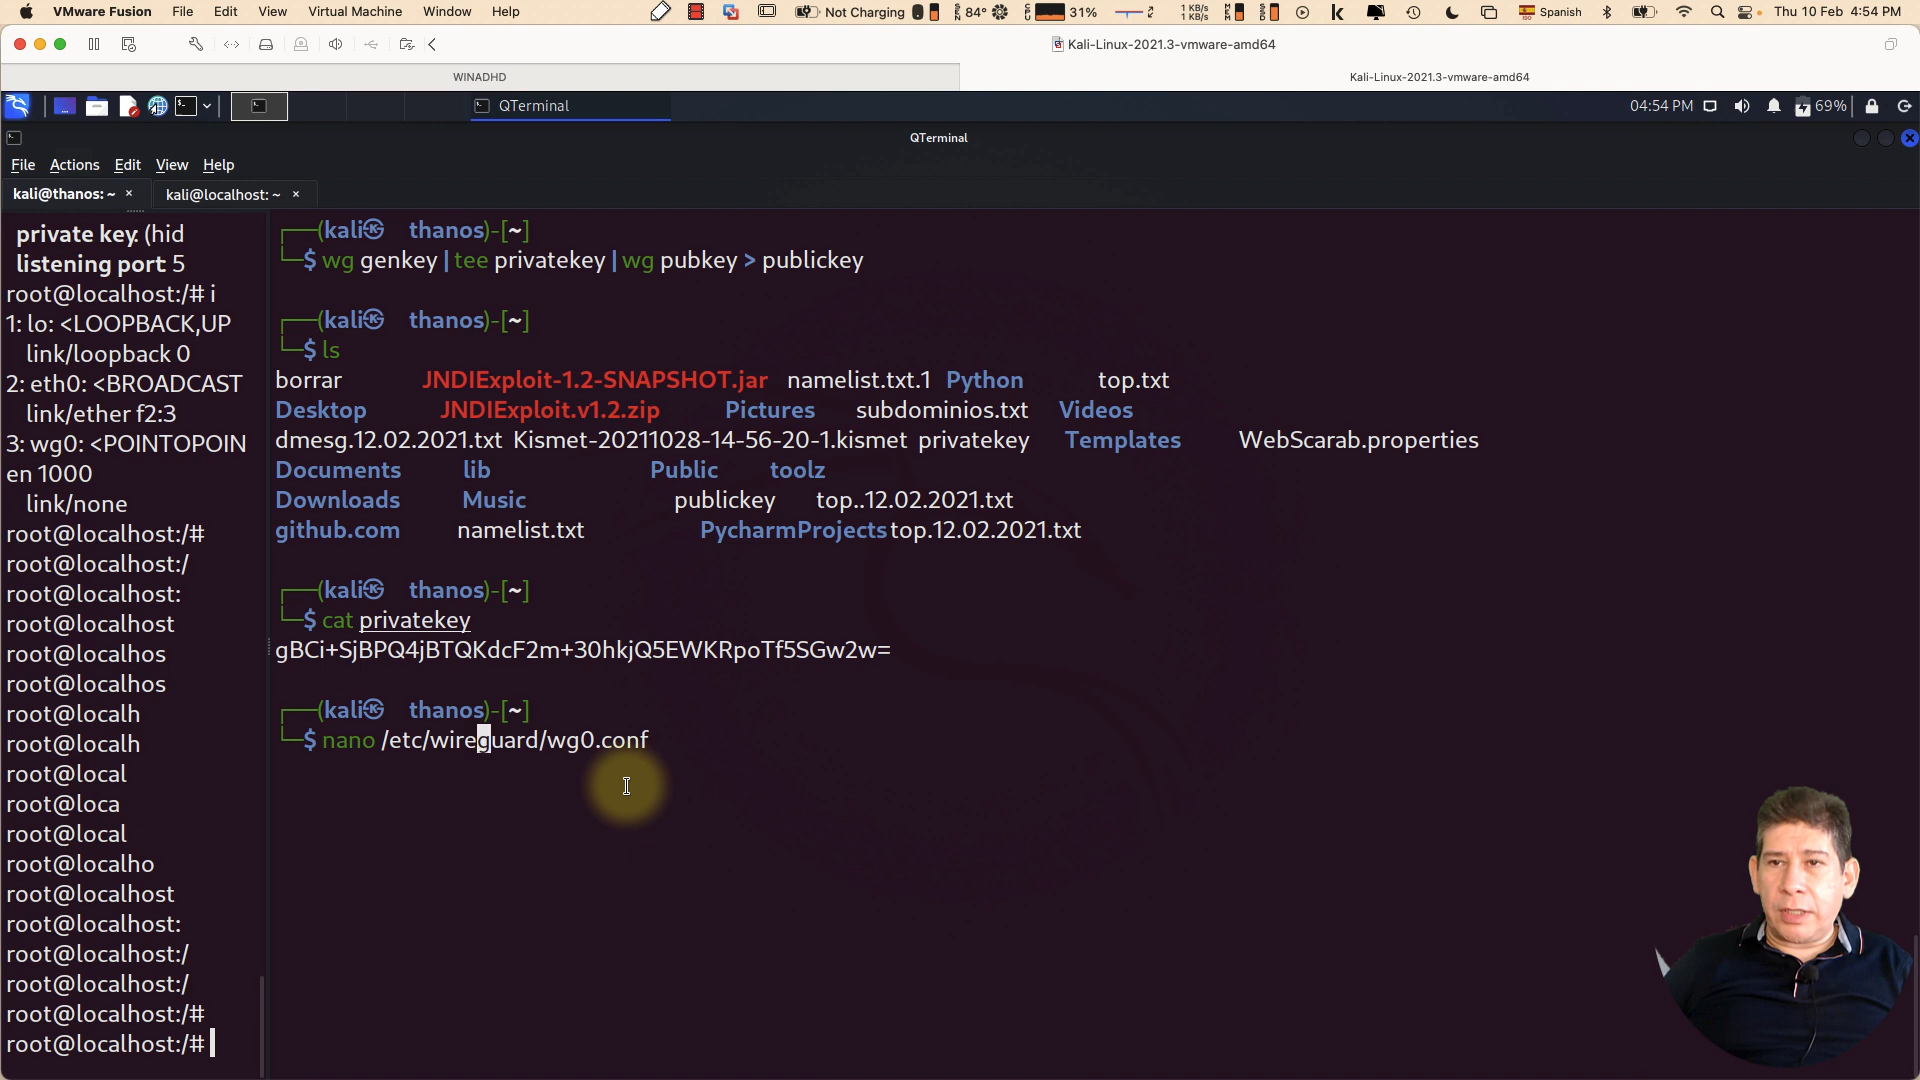 VMware Fusion File Edit View Virtual Machine Window Help Not Charging 84° 31% 1 KB/s 1 KB/s Spanish Thu 10 Feb 4:54 PM
Kali-Linux-2021.3-vmware-amd64
WINADHD
Kali-Linux-2021.3-vmware-amd64
QTerminal
04:54 PM
69%
QTerminal
File Actions Edit View Help
kali@thanos: ~ ×
kali@localhost: ~ ×
private key: (hid
listening port: 5
root@localhost:/# i
1: lo: <LOOPBACK,UP
link/loopback 0
2: eth0: <BROADCAST
link/ether f2:3
3: wg0: <POINTOPOIN
en 1000
link/none
root@localhost:/#
root@localhost:/
root@localhost:
root@localhost
root@localhos
root@localhos
root@localh
root@localh
root@local
root@loca
root@local
root@localho
root@localhost
root@localhost:
root@localhost:/
root@localhost:/
root@localhost:/#
root@localhost:/#
┌──(kali㉿ thanos)-[~]
└─$ wg genkey | tee privatekey | wg pubkey > publickey
┌──(kali㉿ thanos)-[~]
└─$ ls
borrar JNDIExploit-1.2-SNAPSHOT.jar namelist.txt.1 Python top.txt
Desktop JNDIExploit.v1.2.zip Pictures subdominios.txt Videos
dmesg.12.02.2021.txt Kismet-20211028-14-56-20-1.kismet privatekey Templates WebScarab.properties
Documents lib Public toolz
Downloads Music publickey top..12.02.2021.txt
github.com namelist.txt PycharmProjects top.12.02.2021.txt
┌──(kali㉿ thanos)-[~]
└─$ cat privatekey
gBCi+SjBPQ4jBTQKdcF2m+30hkjQ5EWKRpoTf5SGw2w=
┌──(kali㉿ thanos)-[~]
└─$ nano /etc/wireguard/wg0.conf